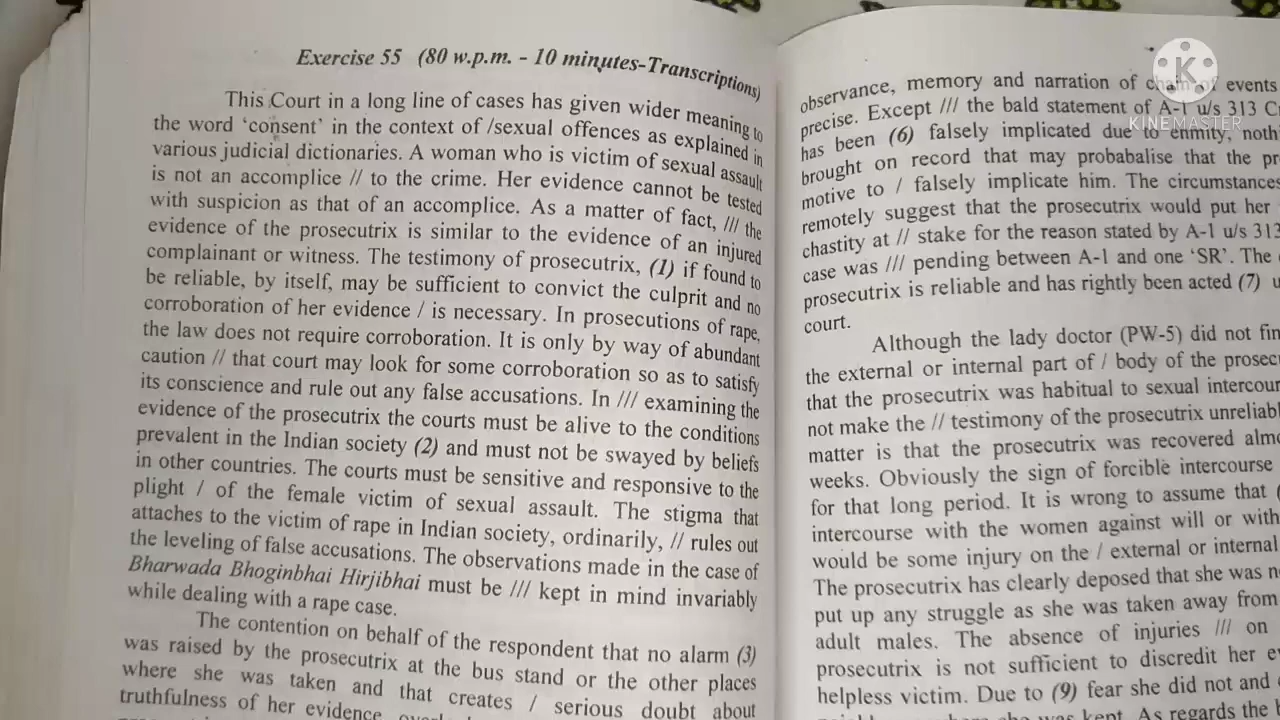 Exercise 55 (80 w.p.m. - 10 minutes-Transcriptions)
This Court in a long line of cases has given wider meaning to
the word ‘consent’ in the context of /sexual offences as explained in
various judicial dictionaries. A woman who is victim of sexual assault
is not an accomplice // to the crime. Her evidence cannot be tested
with suspicion as that of an accomplice. As a matter of fact, /// the
evidence of the prosecutrix is similar to the evidence of an injured
complainant or witness. The testimony of prosecutrix, (1) if found to
be reliable, by itself, may be sufficient to convict the culprit and no
corroboration of her evidence / is necessary. In prosecutions of rape,
the law does not require corroboration. It is only by way of abundant
caution // that court may look for some corroboration so as to satisfy
its conscience and rule out any false accusations. In /// examining the
evidence of the prosecutrix the courts must be alive to the conditions
prevalent in the Indian society (2) and must not be swayed by beliefs
in other countries. The courts must be sensitive and responsive to the
plight / of the female victim of sexual assault. The stigma that
attaches to the victim of rape in Indian society, ordinarily, // rules out
the leveling of false accusations. The observations made in the case of
Bharwada Bhoginbhai Hirjibhai must be /// kept in mind invariably
while dealing with a rape case.
The contention on behalf of the respondent that no alarm (3)
was raised by the prosecutrix at the bus stand or the other places
where she was taken and that creates / serious doubt about
truthfulness of her evidence
observance, memory and narration of chain of events
precise. Except /// the bald statement of A-1 u/s 313
has been (6) falsely implicated due to enmity,
brought on record that may probabalise that the
motive to / falsely implicate him. The circumstances
remotely suggest that the prosecutrix would put her
chastity at // stake for the reason stated by A-1 u/s 313
case was /// pending between A-1 and one ‘SR’. The
prosecutrix is reliable and has rightly been acted (7)
court.
Although the lady doctor (PW-5) did not
the external or internal part of / body of the
that the prosecutrix was habitual to sexual
not make the // testimony of the prosecutrix
matter is that the prosecutrix was recovered
weeks. Obviously the sign of forcible intercourse
for that long period. It is wrong to assume that
intercourse with the women against will or
would be some injury on the / external or internal
The prosecutrix has clearly deposed that she was
put up any struggle as she was taken away from
adult males. The absence of injuries /// on
prosecutrix is not sufficient to discredit her
helpless victim. Due to (9) fear she did not and
she was kept. As regards the
K
KINEMASTER